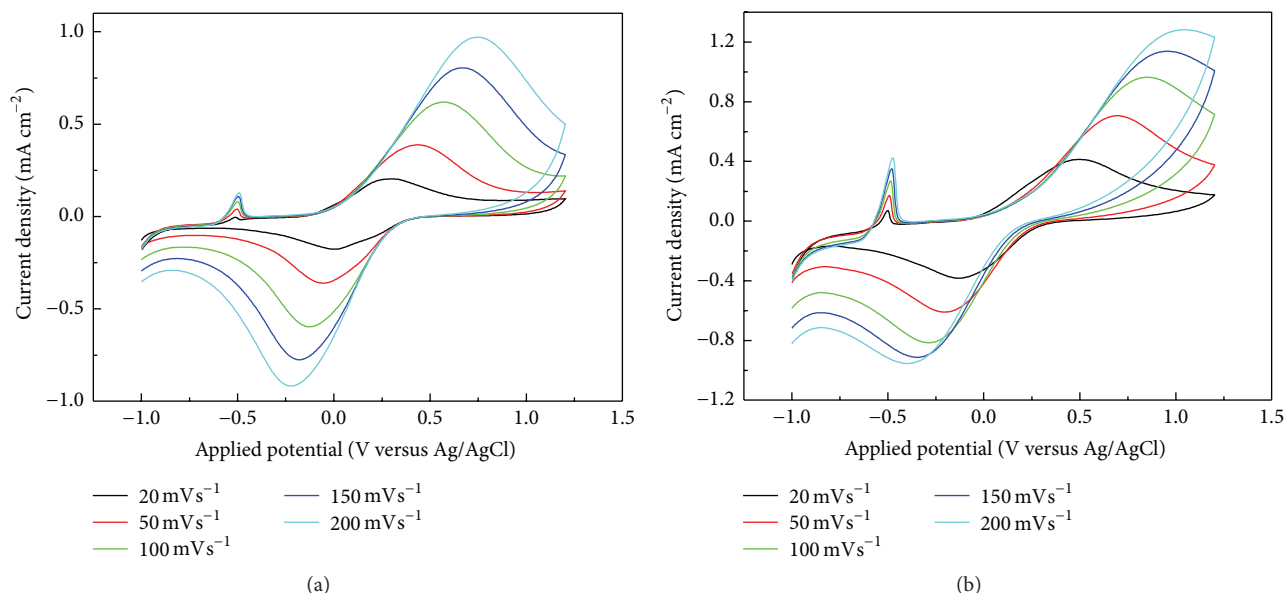 1.0
0.5
0.0
−0.5
−1.0
Current density (mA cm−2)
−1.0 −0.5 0.0 0.5 1.0 1.5
Applied potential (V versus Ag/AgCl)
20 mVs−1
50 mVs−1
100 mVs−1
150 mVs−1
200 mVs−1
(a)
1.2
0.8
0.4
0.0
−0.4
−0.8
−1.2
Current density (mA cm−2)
−1.0 −0.5 0.0 0.5 1.0 1.5
Applied potential (V versus Ag/AgCl)
20 mVs−1
50 mVs−1
100 mVs−1
150 mVs−1
200 mVs−1
(b)